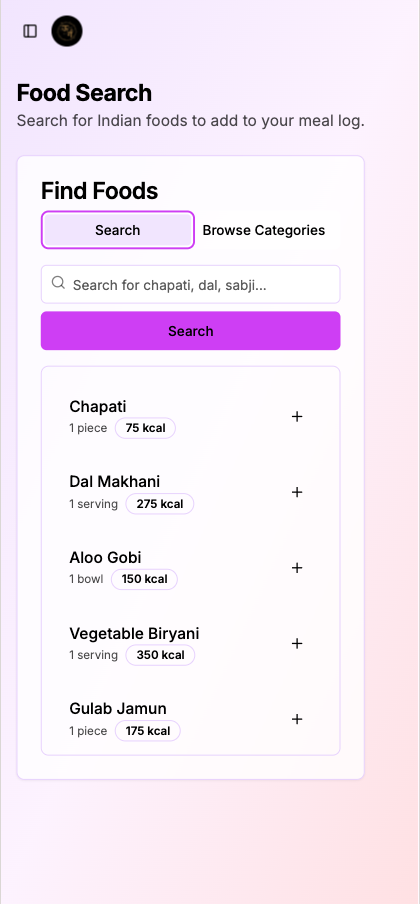 Food Search
Search for Indian foods to add to your meal log.
Find Foods
Search Browse Categories
Search for chapati, dal, sabji...
Search
Chapati
1 piece 75 kcal
Dal Makhani
1 serving 275 kcal
Aloo Gobi
1 bowl 150 kcal
Vegetable Biryani
1 serving 350 kcal
Gulab Jamun
1 piece 175 kcal